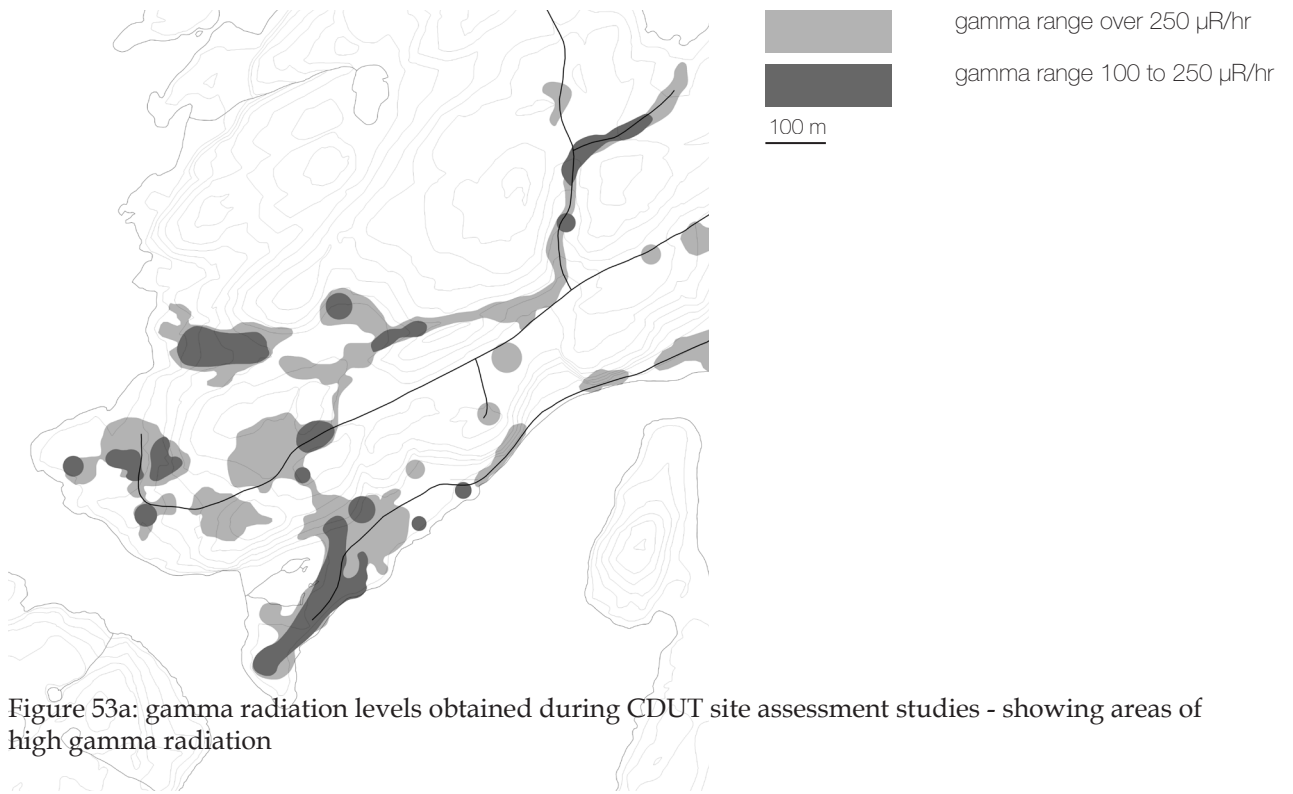 gamma range over 250 µR/hr
gamma range 100 to 250 µR/hr
100 m
Figure 53a: gamma radiation levels obtained during CDUT site assessment studies - showing areas of
high gamma radiation